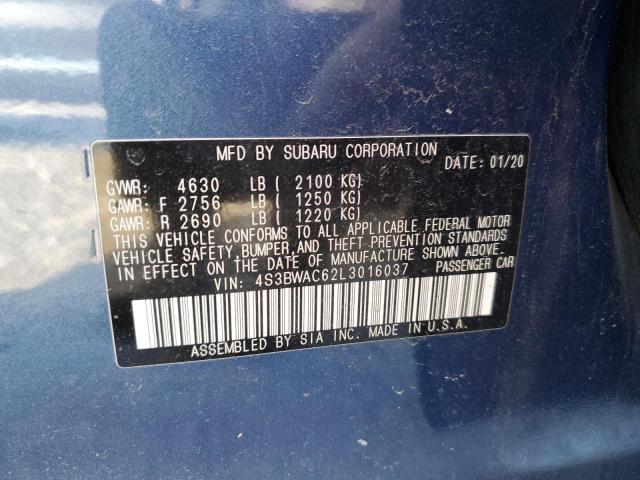 MFD BY SUBARU CORPORATION
DATE: 01/20
GVWR: 4630 LB ( 2100 KG)
GAWR: F 2756 LB ( 1250 KG)
GAWR: R 2690 LB ( 1220 KG)
THIS VEHICLE CONFORMS TO ALL APPLICABLE FEDERAL MOTOR
VEHICLE SAFETY, BUMPER, AND THEFT PREVENTION STANDARDS
IN EFFECT ON THE DATE OF MANUFACTURE SHOWN ABOVE.
VIN: 4S3BWAC62L3016037 PASSENGER CAR
ASSEMBLED BY SIA INC. MADE IN U.S.A.